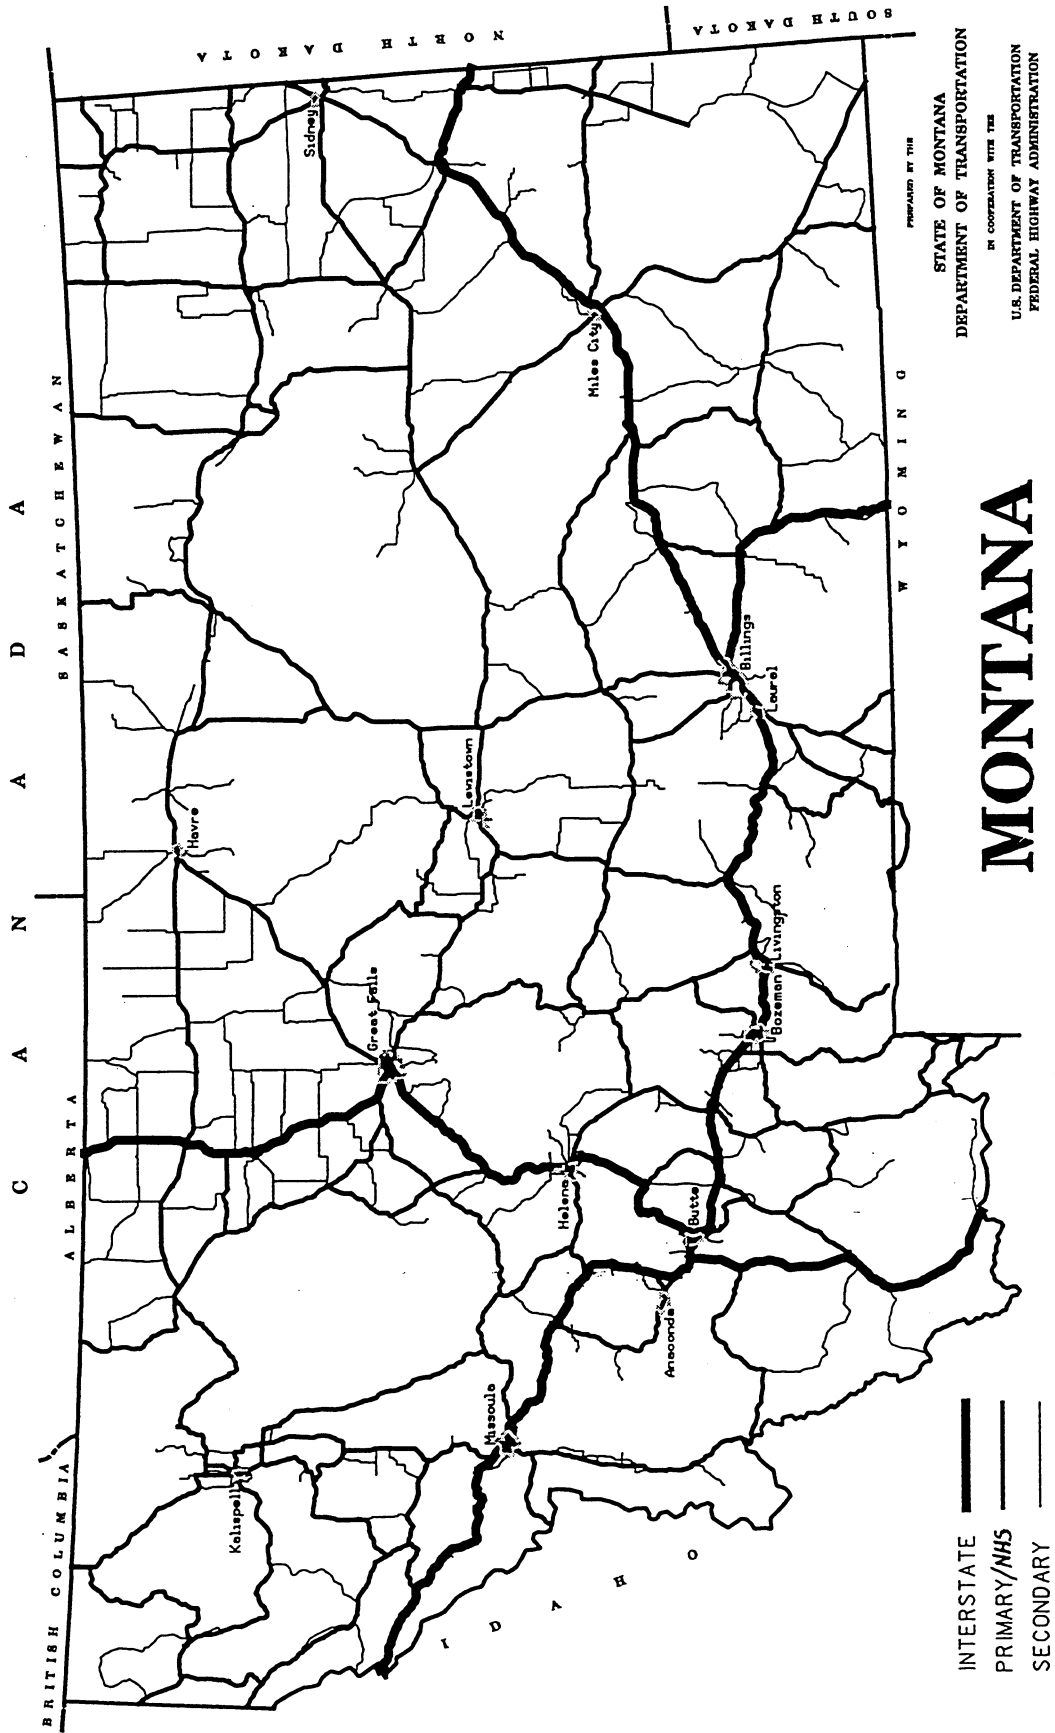 C A N A D A
BRITISH COLUMBIA
ALBERTA
SASKATCHEWAN
NORTH DAKOTA
SOUTH DAKOTA
WYOMING
IDAHO
Kalispell
Havre
Sidney
Great Falls
Lewistown
Missoula
Helena
Miles City
Anaconda
Butte
Bozeman
Livingston
Billings
Laurel
INTERSTATE
PRIMARY/NHS
SECONDARY
MONTANA
PREPARED BY THE
STATE OF MONTANA
DEPARTMENT OF TRANSPORTATION
IN COOPERATION WITH THE
U.S. DEPARTMENT OF TRANSPORTATION
FEDERAL HIGHWAY ADMINISTRATION